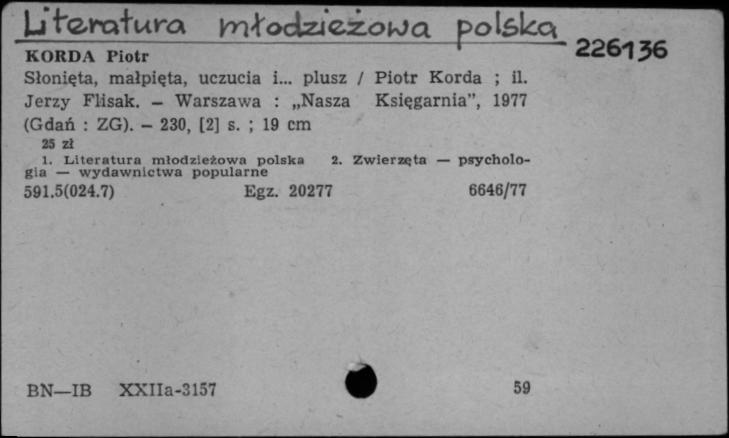 Literatura młodzieżowa polska
226136
KORDA Piotr
Słonięta, małpięta, uczucia i... plusz / Piotr Korda ; il.
Jerzy Flisak. — Warszawa : „Nasza Księgarnia”, 1977
(Gdań : ZG). — 230, [2] s. ; 19 cm
25 zł
1. Literatura młodzieżowa polska 2. Zwierzęta — psycholo-
gia — wydawnictwa popularne
591.5(024.7) Egz. 20277 6646/77
BN—IB XXIIa-3157 59